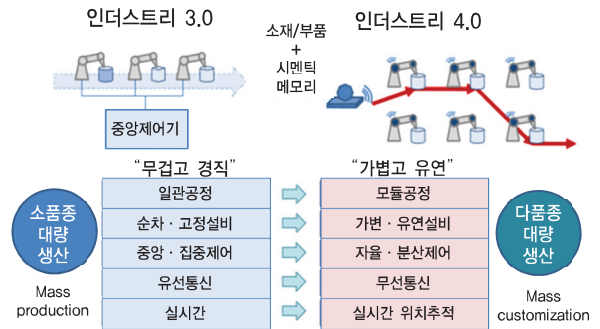 인더스트리 3.0
인더스트리 4.0
소재/부품
+
시멘틱
메모리
중앙제어기
“무겁고 경직”
“가볍고 유연”
소품종
대량
생산
Mass
production
일관공정
모듈공정
순차·고정설비
가변·유연설비
중앙·집중제어
자율·분산제어
유선통신
무선통신
실시간
실시간 위치추적
다품종
대량
생산
Mass
customization